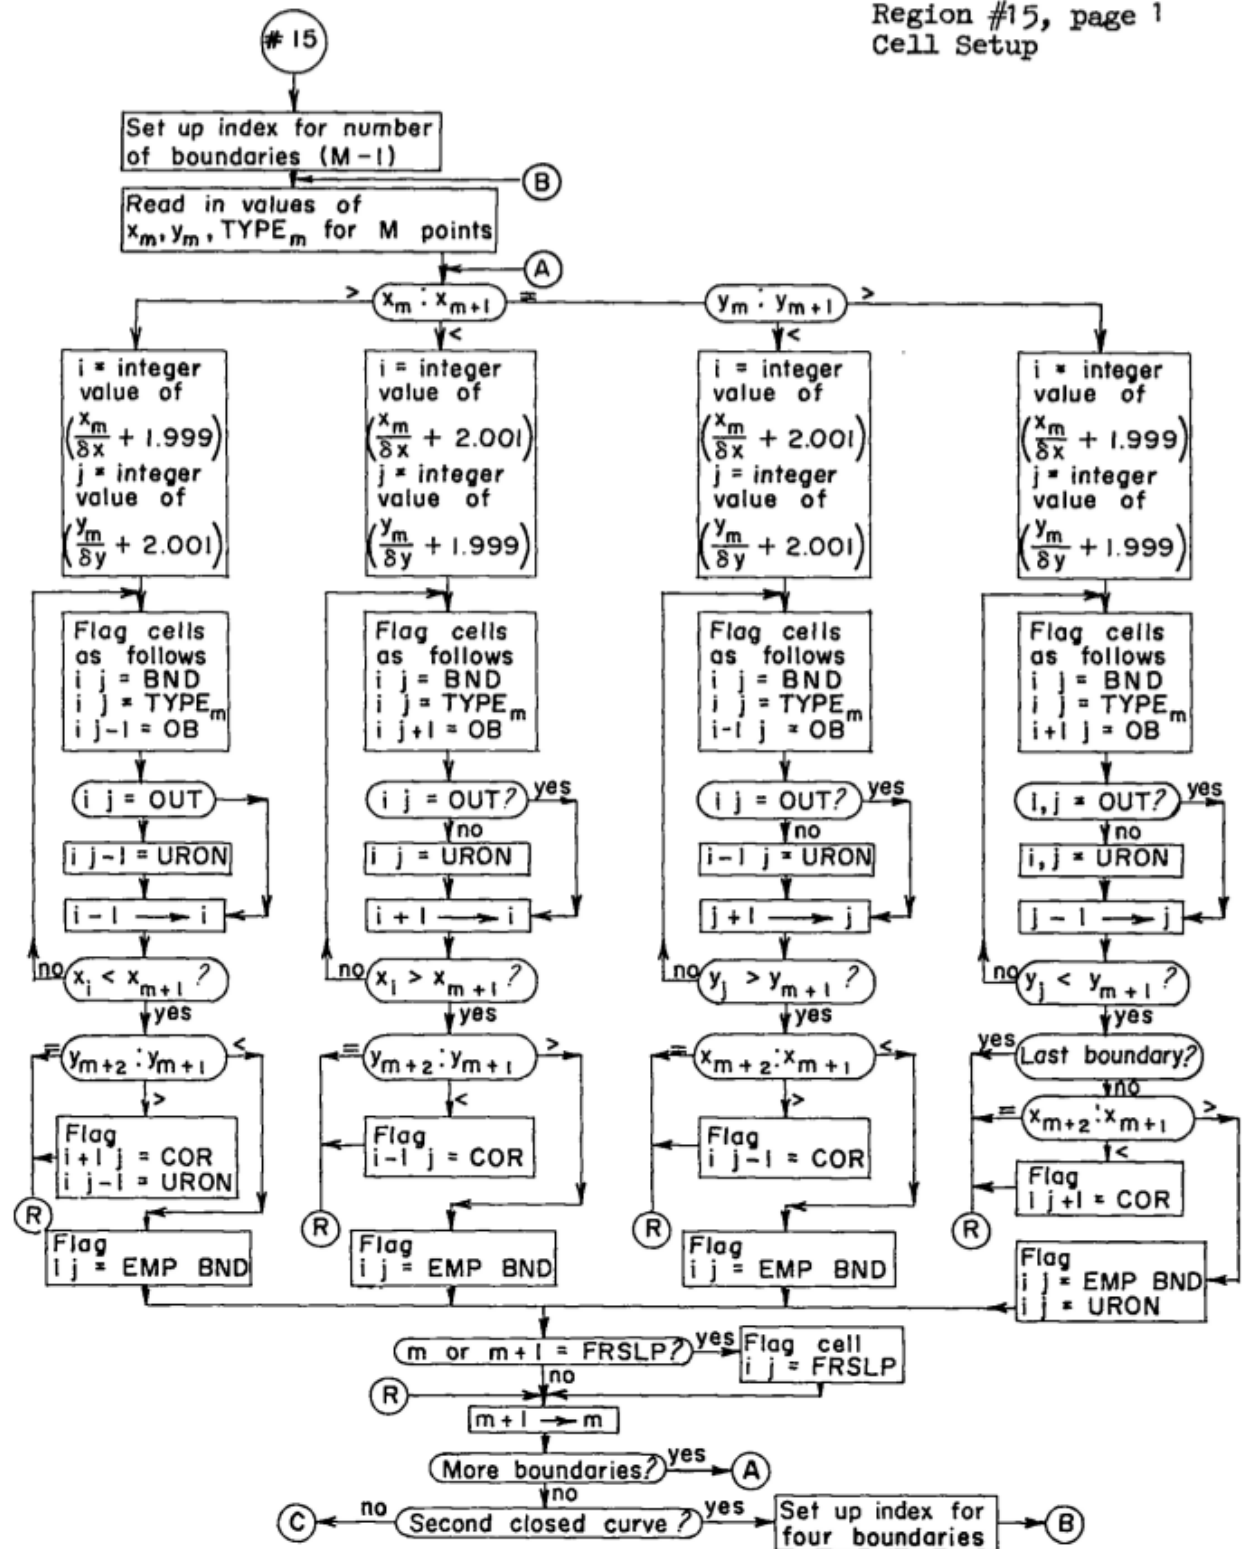 Region #15, page 1
Cell Setup
# 15
Set up index for number
of boundaries (M-1)
B
Read in values of
xₘ, yₘ, TYPEₘ for M points
A
> xₘ : xₘ₊₁ =
<
yₘ : yₘ₊₁ >
<
i = integer
value of
(xₘ/δx + 1.999)
j = integer
value of
(yₘ/δy + 2.001)
Flag cells
as follows
i j = BND
i j = TYPEₘ
i j-1 = OB
i j = OUT
i j-1 = URON
i-1 → i
no xᵢ < xₘ₊₁ ?
yes
= yₘ₊₂ : yₘ₊₁ <
>
Flag
i+1 j = COR
i j-1 = URON
R
Flag
i j = EMP BND
i = integer
value of
(xₘ/δx + 2.001)
j = integer
value of
(yₘ/δy + 1.999)
Flag cells
as follows
i j = BND
i j = TYPEₘ
i j+1 = OB
i j = OUT? yes
no
i j = URON
i+1 → i
no xᵢ > xₘ₊₁ ?
yes
= yₘ₊₂ : yₘ₊₁ >
<
Flag
i-1 j = COR
R
Flag
i j = EMP BND
i = integer
value of
(xₘ/δx + 2.001)
j = integer
value of
(yₘ/δy + 2.001)
Flag cells
as follows
i j = BND
i j = TYPEₘ
i-1 j = OB
i j = OUT? yes
no
i-1 j = URON
j+1 → j
no yⱼ > yₘ₊₁ ?
yes
= xₘ₊₂ : xₘ₊₁ <
>
Flag
i j-1 = COR
R
Flag
i j = EMP BND
i = integer
value of
(xₘ/δx + 1.999)
j = integer
value of
(yₘ/δy + 1.999)
Flag cells
as follows
i j = BND
i j = TYPEₘ
i+1 j = OB
i, j = OUT? yes
no
i, j = URON
j-1 → j
no yⱼ < yₘ₊₁ ?
yes
yes Last boundary?
no
= xₘ₊₂ : xₘ₊₁ >
<
Flag
i j+1 = COR
R
Flag
i j = EMP BND
i j = URON
m or m+1 = FRSLP? yes
no
Flag cell
i j = FRSLP
R
m+1 → m
More boundaries? yes A
no
C no Second closed curve? yes
Set up index for
four boundaries
B